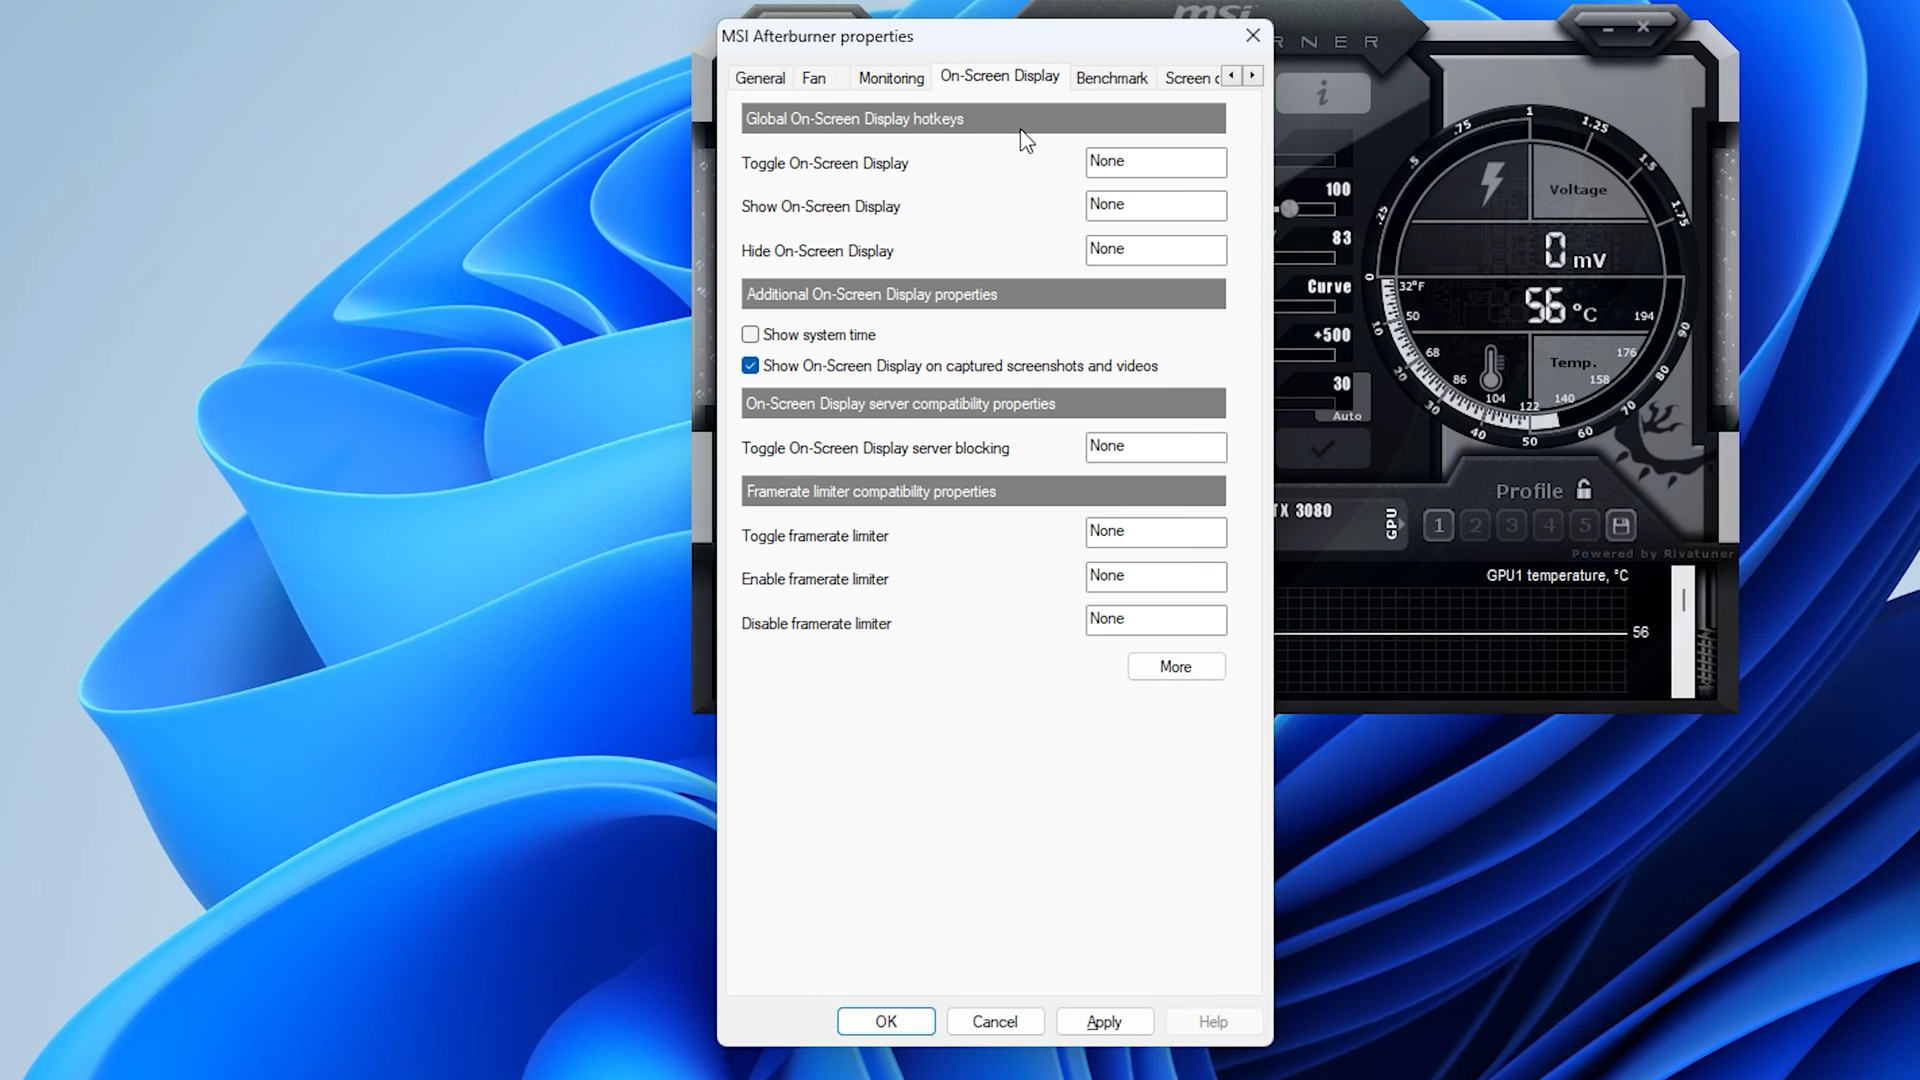 msi
MSI Afterburner properties
RNER
General
Fan
Monitoring
On-Screen Display
Benchmark
Screen c
Global On-Screen Display hotkeys
Toggle On-Screen Display
None
Show On-Screen Display
None
Hide On-Screen Display
None
Additional On-Screen Display properties
Show system time
Show On-Screen Display on captured screenshots and videos
On-Screen Display server compatibility properties
Toggle On-Screen Display server blocking
None
Framerate limiter compatibility properties
Toggle framerate limiter
None
Enable framerate limiter
None
Disable framerate limiter
None
More
OK
Cancel
Apply
Help
i
100
83
Curve
+500
30
Auto
0
.25
.5
.75
1
1.25
1.5
1.75
Voltage
0 mV
56 °C
Temp.
32°F
50
68
86
104
122
140
158
176
194
10
20
30
40
50
60
70
80
90
TX 3080
GPU
Profile
1
2
3
4
5
Powered by Rivatuner
GPU1 temperature, °C
56